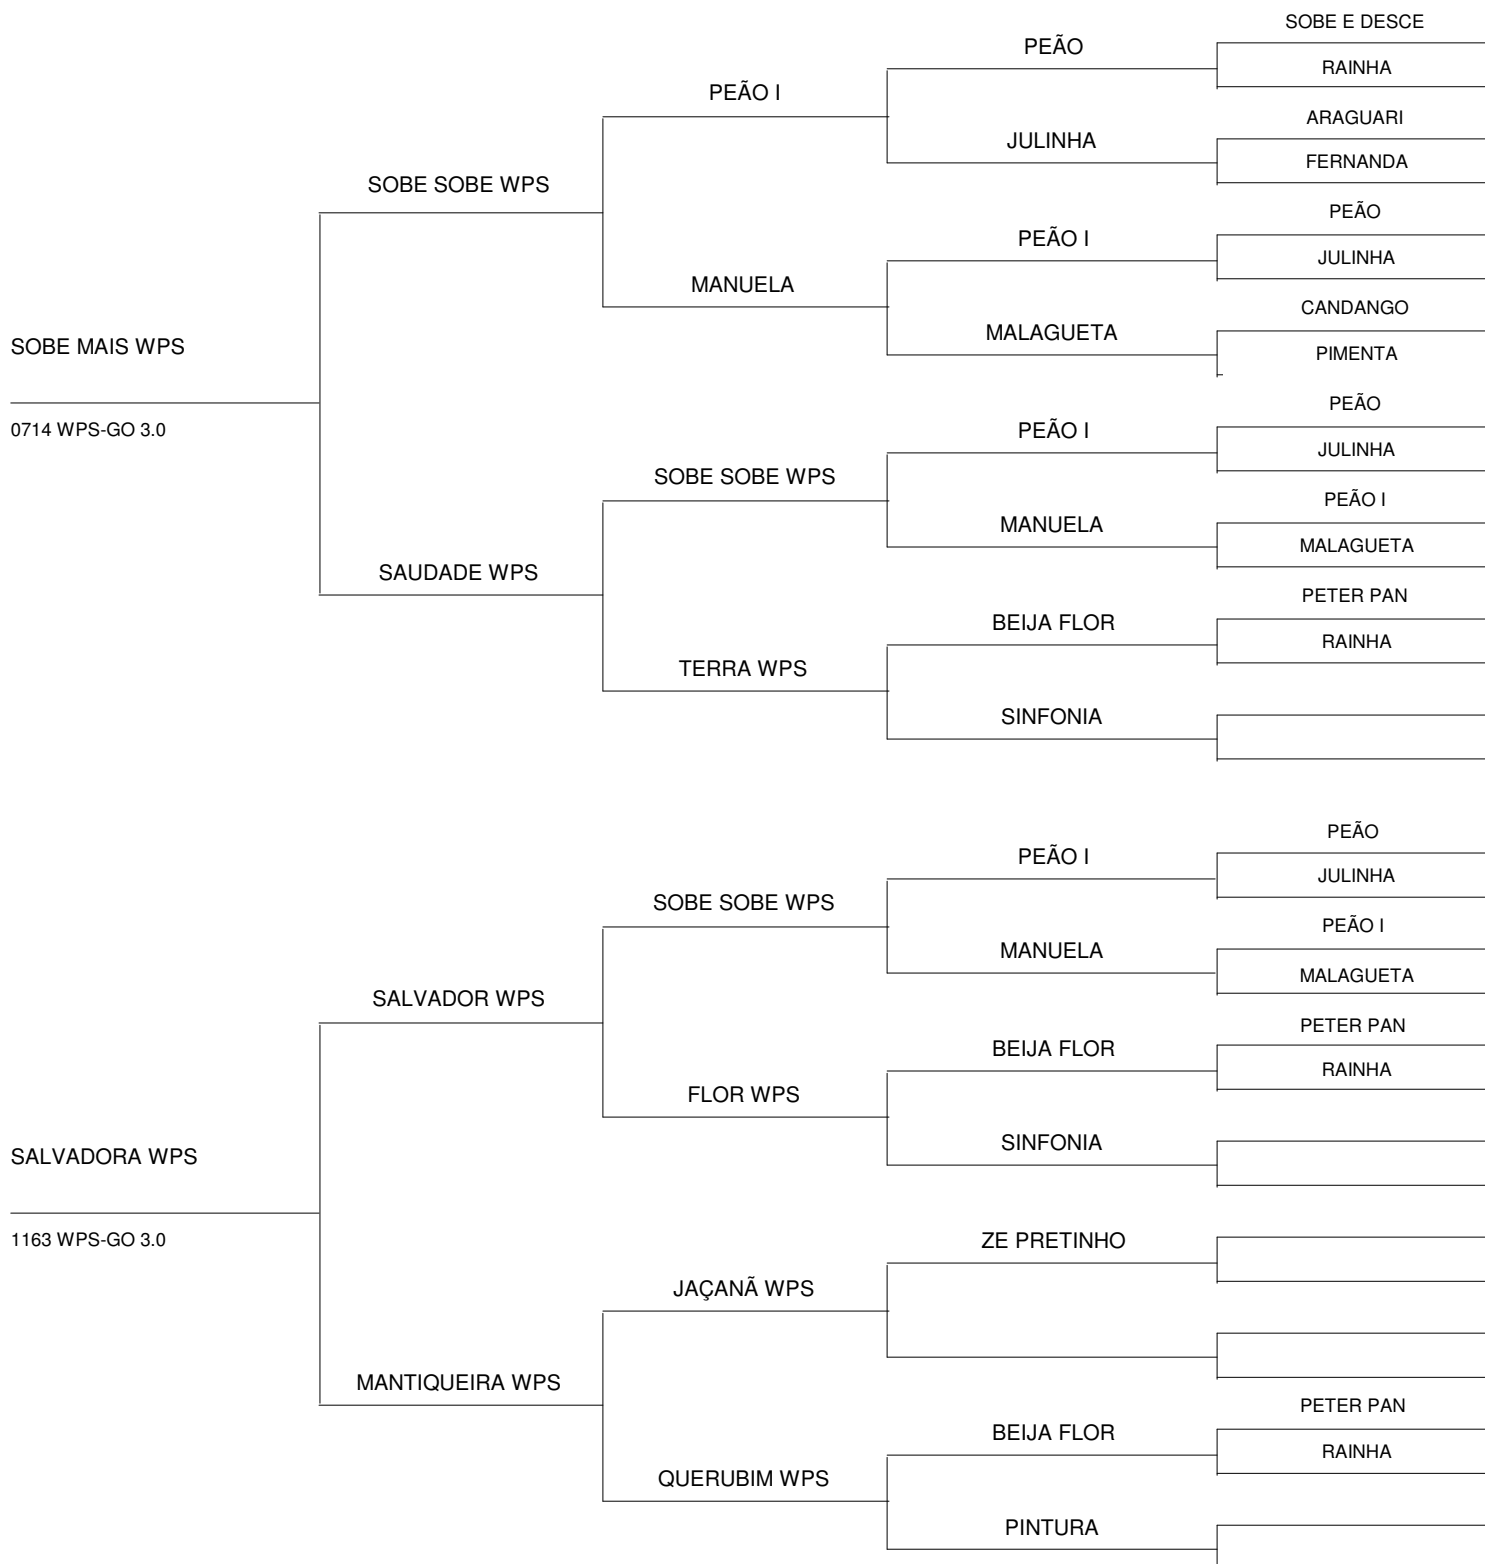 SOBE E DESCE
PEÃO
RAINHA
PEÃO I
ARAGUARI
JULINHA
FERNANDA
SOBE SOBE WPS
PEÃO
PEÃO I
JULINHA
MANUELA
CANDANGO
MALAGUETA
SOBE MAIS WPS
PIMENTA
PEÃO
0714 WPS-GO 3.0
PEÃO I
JULINHA
SOBE SOBE WPS
PEÃO I
MANUELA
MALAGUETA
SAUDADE WPS
PETER PAN
BEIJA FLOR
RAINHA
TERRA WPS
SINFONIA
PEÃO
PEÃO I
JULINHA
SOBE SOBE WPS
PEÃO I
MANUELA
MALAGUETA
SALVADOR WPS
PETER PAN
BEIJA FLOR
RAINHA
FLOR WPS
SINFONIA
SALVADORA WPS
1163 WPS-GO 3.0
ZE PRETINHO
JAÇANÃ WPS
MANTIQUEIRA WPS
PETER PAN
BEIJA FLOR
RAINHA
QUERUBIM WPS
PINTURA